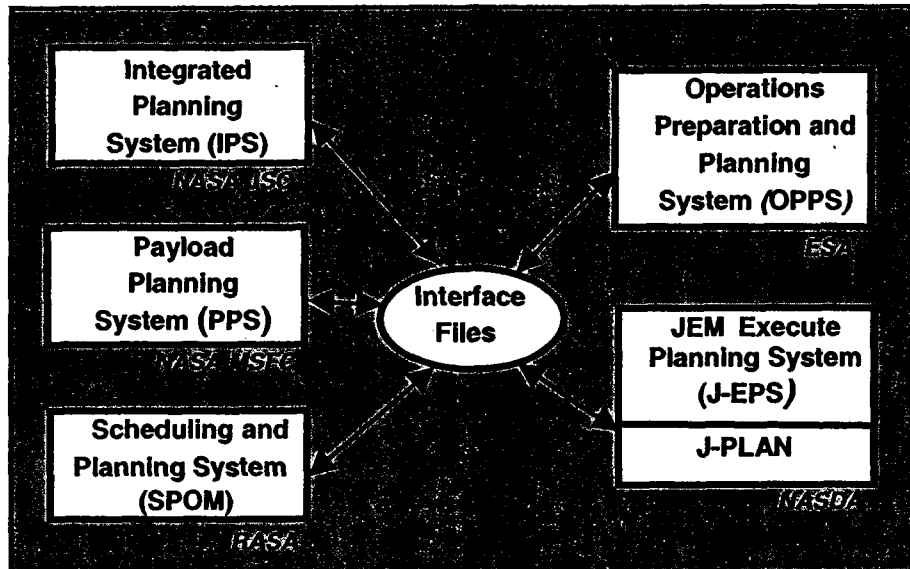 Integrated
Planning
System (IPS)
NASA JSC
Payload
Planning
System (PPS)
NASA MSFC
Scheduling and
Planning System
(SPOM)
RASA
Interface
Files
Operations
Preparation and
Planning
System (OPPS)
ESA
JEM Execute
Planning System
(J-EPS)
J-PLAN
NASDA